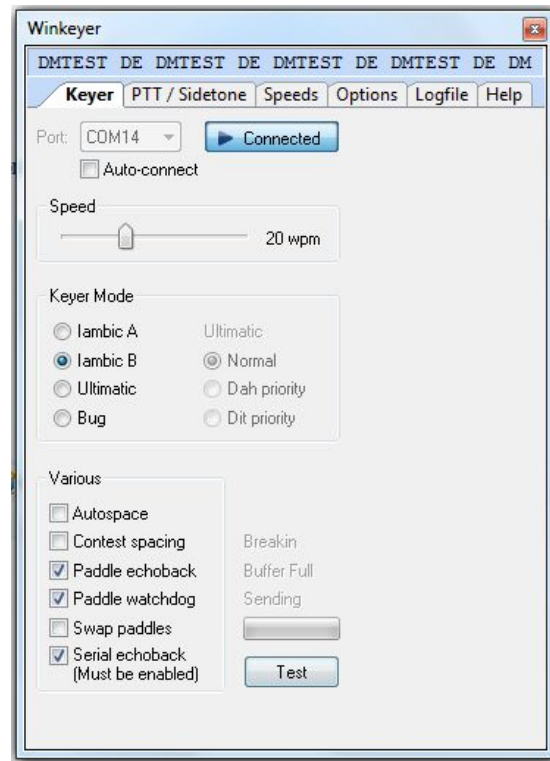 Winkeyer
DMTEST DE DMTEST DE DMTEST DE DMTEST DE DM
Keyer PTT / Sidetone Speeds Options Logfile Help
Port: COM14 Connected
Auto-connect
Speed
20 wpm
Keyer Mode
Iambic A Ultimatic
Iambic B Normal
Ultimatic Dah priority
Bug Dit priority
Various
Autospace
Contest spacing Breakin
Paddle echoback Buffer Full
Paddle watchdog Sending
Swap paddles
Serial echoback
(Must be enabled) Test